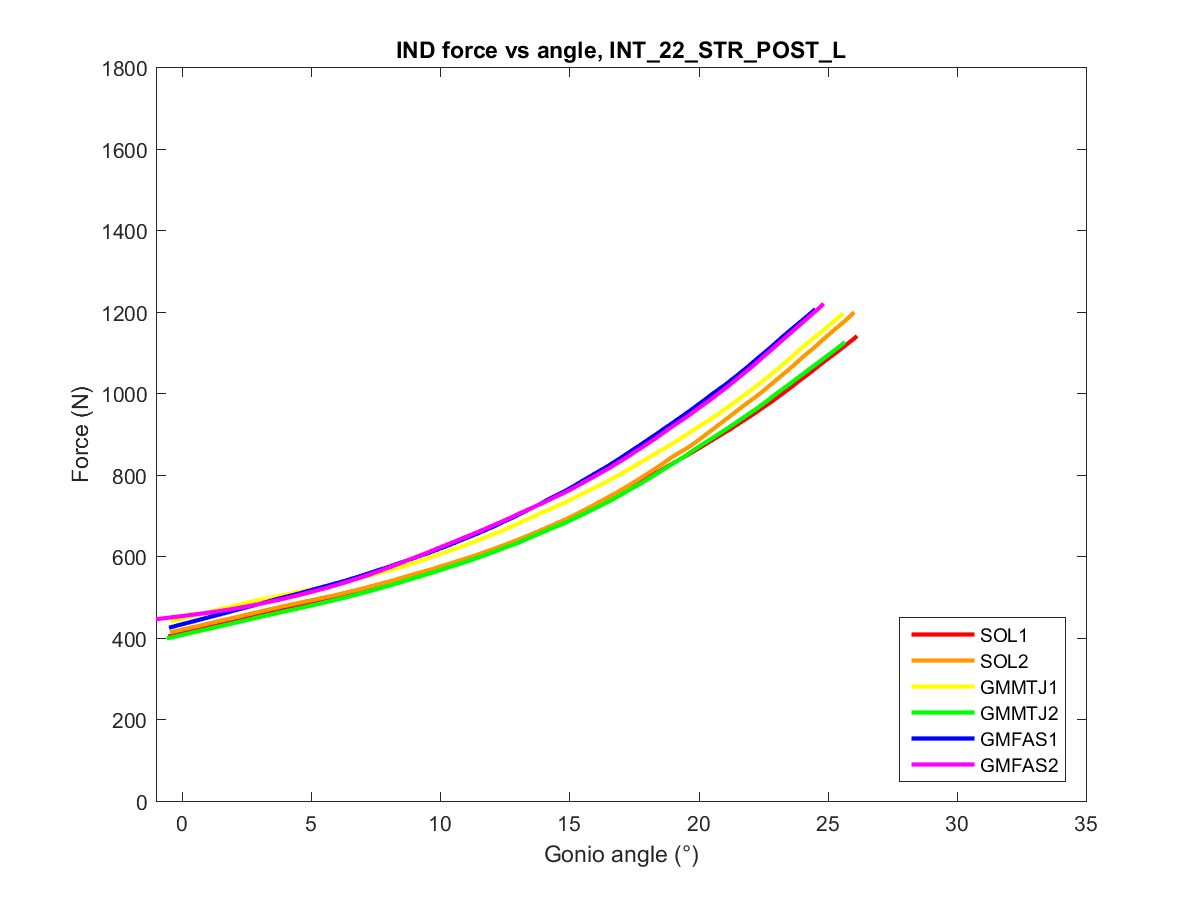 IND force vs angle, INT_22_STR_POST_L
1800
1600
1400
1200
1000
800
600
400
200
0
Force (N)
0 5 10 15 20 25 30 35
Gonio angle (°)
SOL1
SOL2
GMMTJ1
GMMTJ2
GMFAS1
GMFAS2